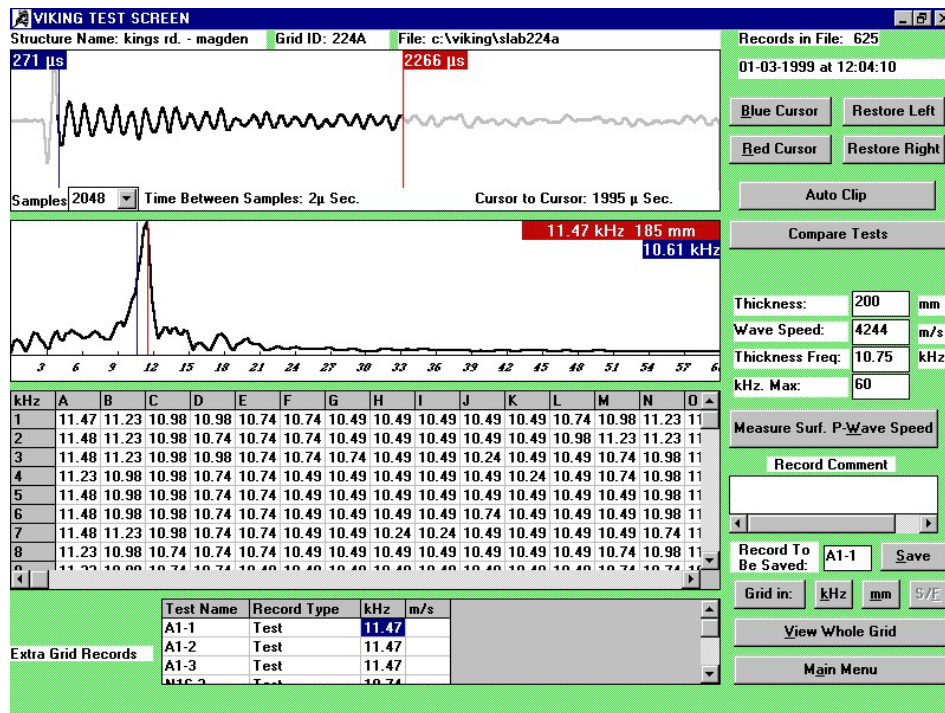 VIKING TEST SCREEN
Structure Name: kings rd. - magden Grid ID: 224A File: c:\viking\slab224a Records in File: 625
271 µs 2266 µs
01-03-1999 at 12:04:10
Blue Cursor Restore Left
Red Cursor Restore Right
Samples 2048 Time Between Samples: 2µ Sec. Cursor to Cursor: 1995 µ Sec.
Auto Clip
Compare Tests
11.47 kHz 185 mm
10.61 kHz
3 6 9 12 15 18 21 24 27 30 33 36 39 42 45 48 51 54 57
Thickness: 200 mm
Wave Speed: 4244 m/s
Thickness Freq: 10.75 kHz
kHz. Max: 60
kHz A B C D E F G H I J K L M N O
1 11.47 11.23 10.98 10.98 10.74 10.74 10.49 10.49 10.49 10.49 10.49 10.74 10.98 11.23 11
2 11.48 11.23 10.98 10.98 10.74 10.74 10.49 10.49 10.49 10.49 10.49 10.98 11.23 11.23 11
3 11.48 11.23 10.98 10.98 10.74 10.74 10.74 10.49 10.49 10.24 10.49 10.49 10.74 10.98 11
4 11.23 10.98 10.98 10.74 10.74 10.49 10.49 10.49 10.49 10.49 10.24 10.49 10.74 10.98 11
5 11.48 10.98 10.98 10.74 10.74 10.49 10.49 10.49 10.49 10.49 10.49 10.49 10.49 10.98 11
6 11.48 10.98 10.98 10.74 10.74 10.49 10.49 10.49 10.49 10.74 10.49 10.49 10.49 10.98 11
7 11.48 11.23 10.98 10.74 10.74 10.49 10.49 10.24 10.24 10.49 10.49 10.49 10.49 10.74 11
8 11.23 10.98 10.74 10.74 10.74 10.49 10.49 10.49 10.49 10.49 10.49 10.49 10.74 10.98 11
Measure Surf. P-Wave Speed
Record Comment
Record To Be Saved: A1-1 Save
Grid in: kHz mm S/F
View Whole Grid
Main Menu
Extra Grid Records
Test Name Record Type kHz m/s
A1-1 Test 11.47
A1-2 Test 11.47
A1-3 Test 11.47